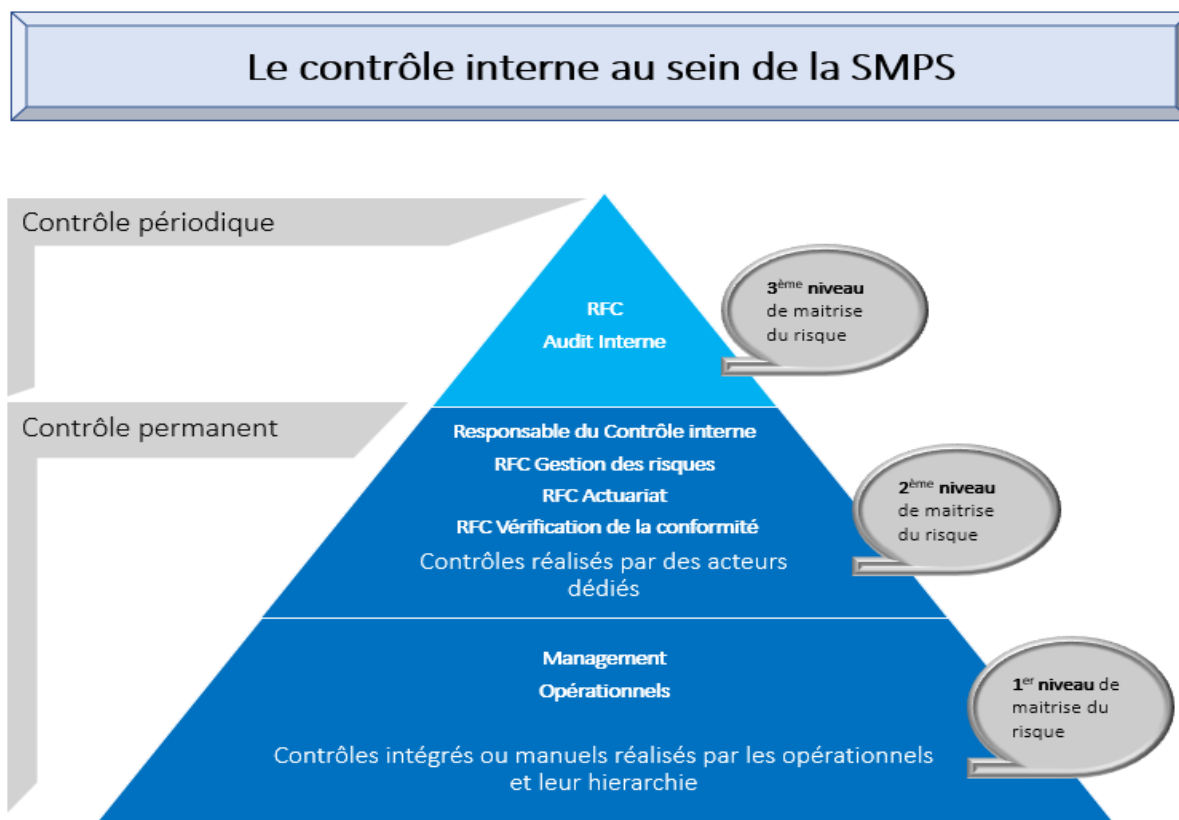 Le contrôle interne au sein de la SMPS
Contrôle périodique
RFC
Audit Interne
3ème niveau
de maitrise
du risque
Contrôle permanent
Responsable du Contrôle interne
RFC Gestion des risques
RFC Actuariat
RFC Vérification de la conformité
Contrôles réalisés par des acteurs
dédiés
2ème niveau
de maitrise
du risque
Management
Opérationnels
Contrôles intégrés ou manuels réalisés par les opérationnels
et leur hierarchie
1er niveau de
maitrise du
risque